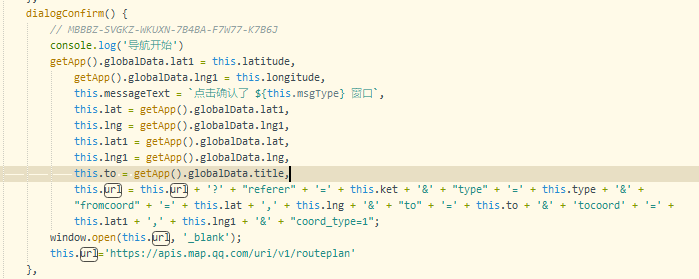 dialogConfirm() {
// MBBBZ-SVGKZ-WKUXN-7B4BA-F7W77-K7B6J
console.log('导航开始')
getApp().globalData.lat1 = this.latitude,
getApp().globalData.lng1 = this.longitude,
this.messageText = `点击确认了 ${this.msgType} 窗口`,
this.lat = getApp().globalData.lat1,
this.lng = getApp().globalData.lng1,
this.lat1 = getApp().globalData.lat,
this.lng1 = getApp().globalData.lng,
this.to = getApp().globalData.title,
this.url = this.url + '?' + "referer" + '=' + this.ket + '&' + "type" + '=' + this.type + '&' +
"fromcoord" + '=' + this.lat + ',' + this.lng + '&' + "to" + '=' + this.to + '&' + 'tocoord' + '=' +
this.lat1 + ',' + this.lng1 + '&' + "coord_type=1";
window.open(this.url, '_blank');
this.url='https://apis.map.qq.com/uri/v1/routeplan'
},